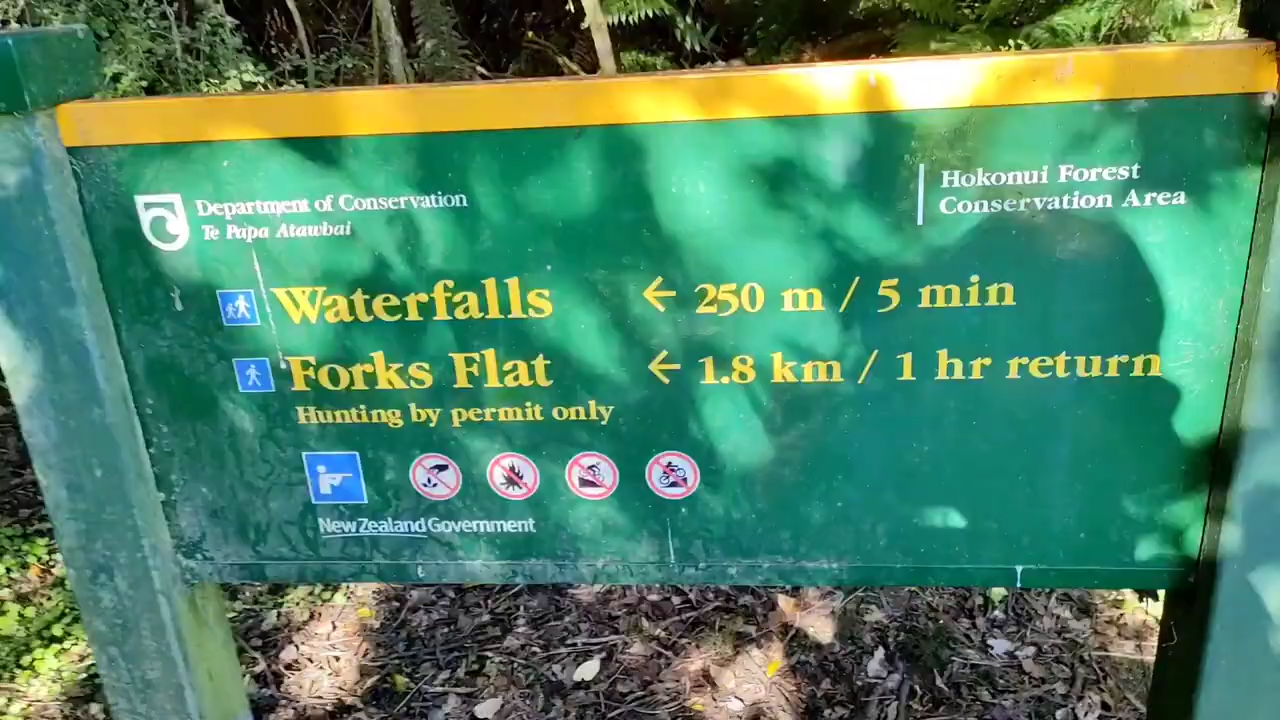 Department of Conservation
Te Papa Atawhai
Hokonui Forest
Conservation Area
Waterfalls ← 250 m / 5 min
Forks Flat ← 1.8 km / 1 hr return
Hunting by permit only
New Zealand Government